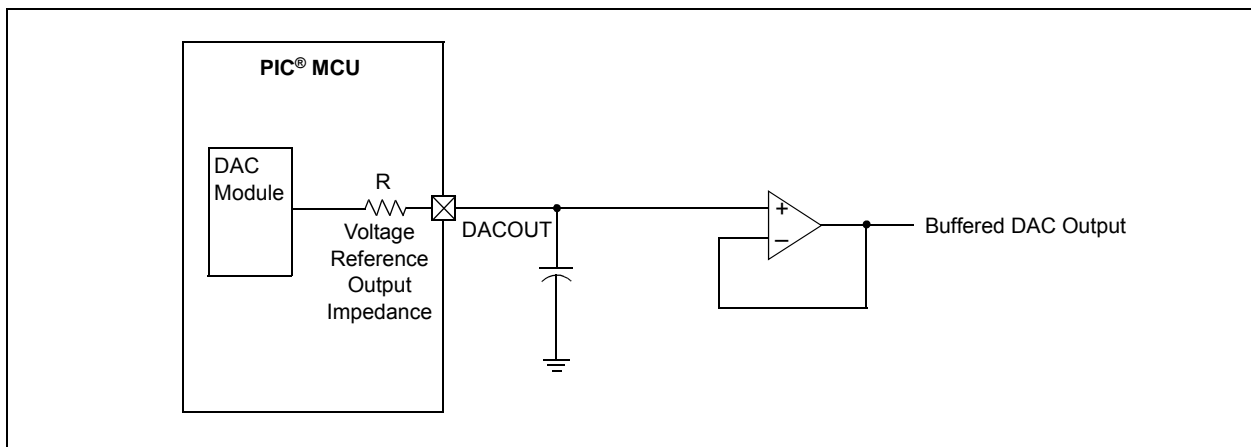 PIC® MCU
DAC
Module
R
Voltage
Reference
Output
Impedance
DACOUT
+
–
Buffered DAC Output